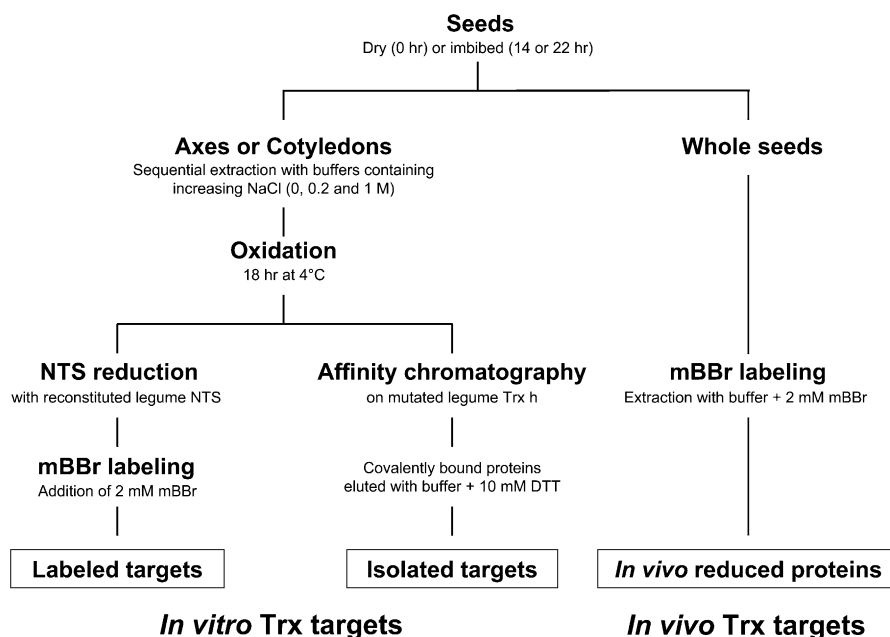 Seeds
Dry (0 hr) or imbibed (14 or 22 hr)
Axes or Cotyledons
Sequential extraction with buffers containing
increasing NaCl (0, 0.2 and 1 M)
Oxidation
18 hr at 4°C
NTS reduction
with reconstituted legume NTS
mBBr labeling
Addition of 2 mM mBBr
Labeled targets
Affinity chromatography
on mutated legume Trx h
Covalently bound proteins
eluted with buffer + 10 mM DTT
Isolated targets
In vitro Trx targets
Whole seeds
mBBr labeling
Extraction with buffer + 2 mM mBBr
In vivo reduced proteins
In vivo Trx targets